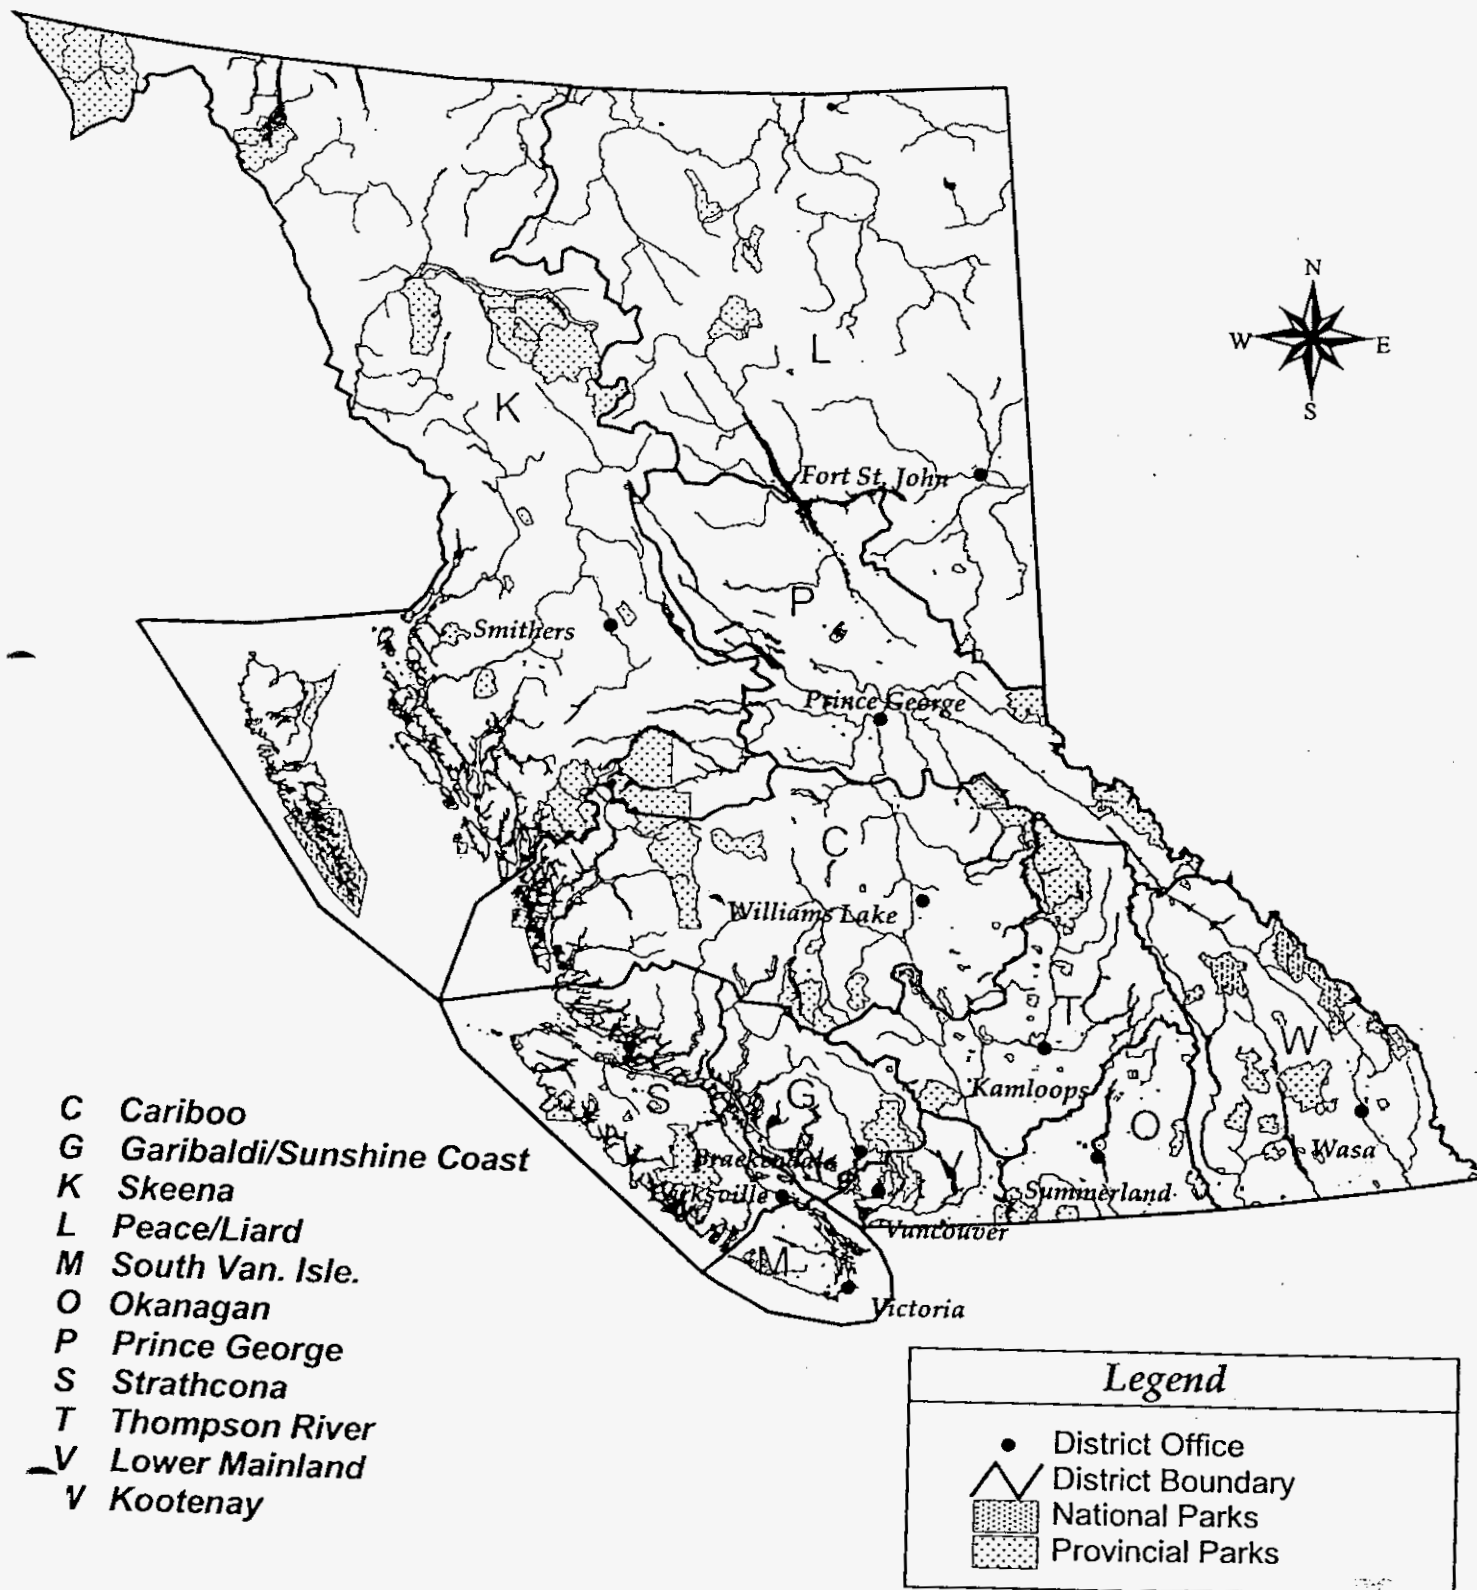 N
W E
S
L
K
Fort St. John
P
Smithers
Prince George
C
Williams Lake
T
W
S
G
Kamloops
O
Brackendale
Wasa
V
Parksville
Summerland
Vancouver
M
Victoria
C Cariboo
G Garibaldi/Sunshine Coast
K Skeena
L Peace/Liard
M South Van. Isle.
O Okanagan
P Prince George
S Strathcona
T Thompson River
V Lower Mainland
V Kootenay
Legend
District Office
District Boundary
National Parks
Provincial Parks